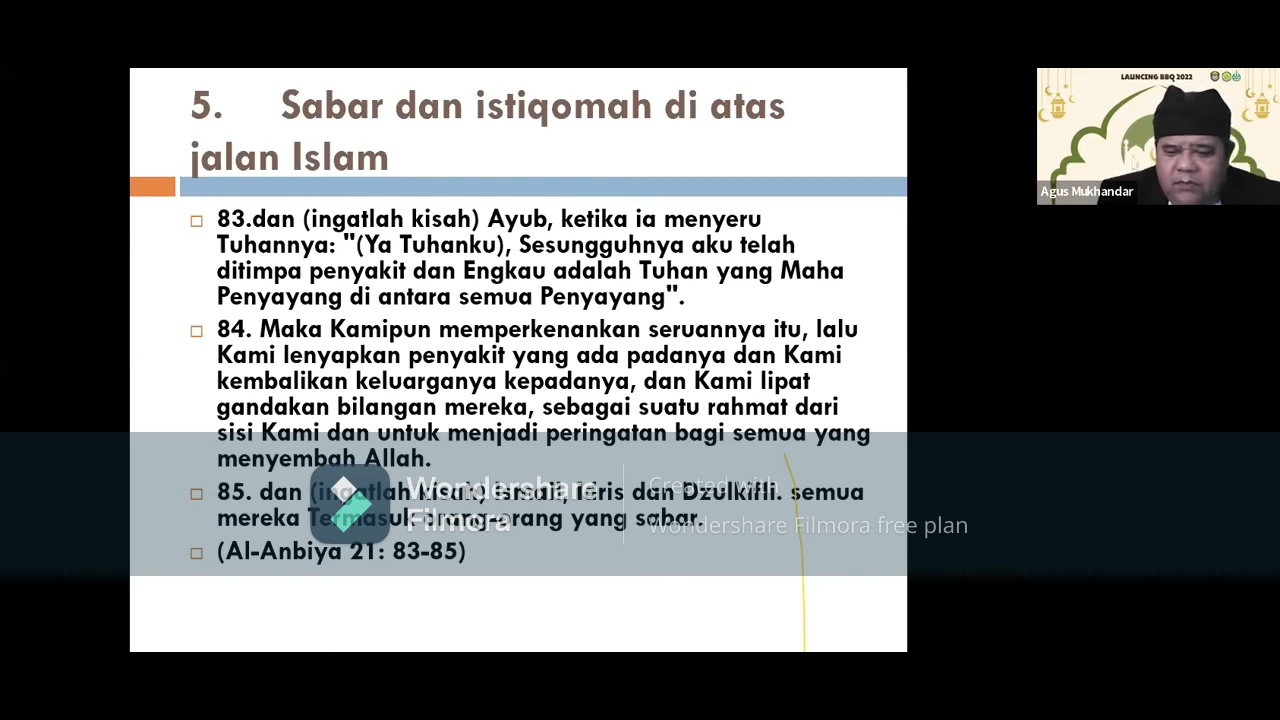 5. Sabar dan istiqomah di atas
jalan Islam
83.dan (ingatlah kisah) Ayub, ketika ia menyeru
Tuhannya: "(Ya Tuhanku), Sesungguhnya aku telah
ditimpa penyakit dan Engkau adalah Tuhan yang Maha
Penyayang di antara semua Penyayang".
84. Maka Kamipun memperkenankan seruannya itu, lalu
Kami lenyapkan penyakit yang ada padanya dan Kami
kembalikan keluarganya kepadanya, dan Kami lipat
gandakan bilangan mereka, sebagai suatu rahmat dari
sisi Kami dan untuk menjadi peringatan bagi semua yang
menyembah Allah.
85. dan (ingatlah kisah) Ismail, Idris dan Dzulkifli. semua
mereka Termasuk orang-orang yang sabar.
(Al-Anbiya 21: 83-85)
Wondershare
Filmora
Created with
Wondershare Filmora free plan
LAUNCING BBQ 2022
Agus Mukhandar